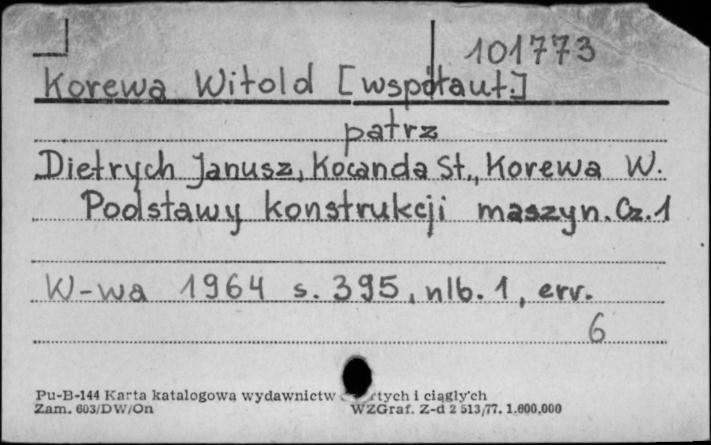 101773
Korewa Witold [współaut.]
patrz
Dietrych Janusz, Kocanda St., Korewa W.
Podstawy konstrukcji maszyn. Cz. 1
W-wa 1964 s. 395, nlb. 1, err.
6
Pu-B-144 Karta katalogowa wydawnictw i ciągłych
Zam. 603/DW/On WZGraf. Z-d 2 513/77. 1.600,000